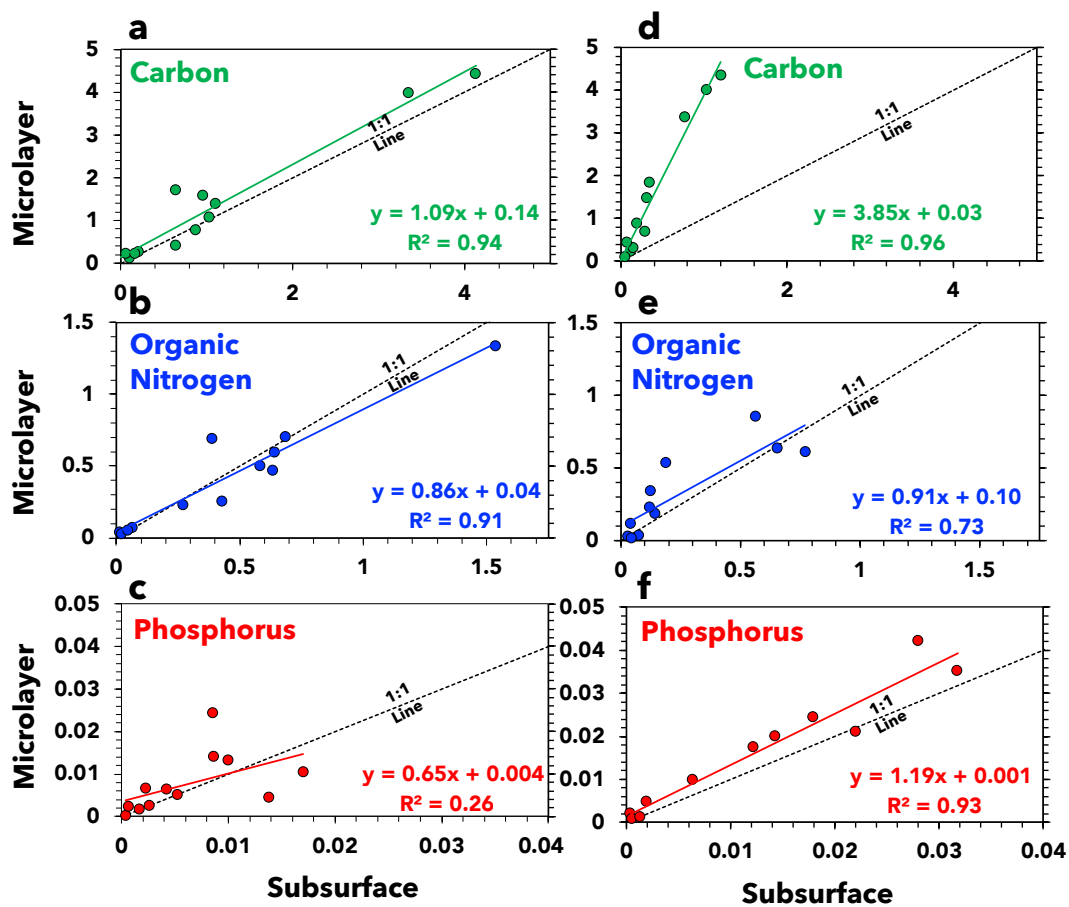 a
Carbon
5
4
3
2
1
0
0
2
4
Microlayer
1:1
Line
y = 1.09x + 0.14
R² = 0.94
d
Carbon
5
4
3
2
1
0
0
2
4
1:1
Line
y = 3.85x + 0.03
R² = 0.96
b
Organic
Nitrogen
1.5
1
0.5
0
0
0.5
1
1.5
Microlayer
1:1
Line
y = 0.86x + 0.04
R² = 0.91
e
Organic
Nitrogen
1.5
1
0.5
0
0
0.5
1
1.5
1:1
Line
y = 0.91x + 0.10
R² = 0.73
c
Phosphorus
0.05
0.04
0.03
0.02
0.01
0
0
0.01
0.02
0.03
0.04
Microlayer
Subsurface
1:1
Line
y = 0.65x + 0.004
R² = 0.26
f
Phosphorus
0.05
0.04
0.03
0.02
0.01
0
0
0.01
0.02
0.03
0.04
Subsurface
1:1
Line
y = 1.19x + 0.001
R² = 0.93